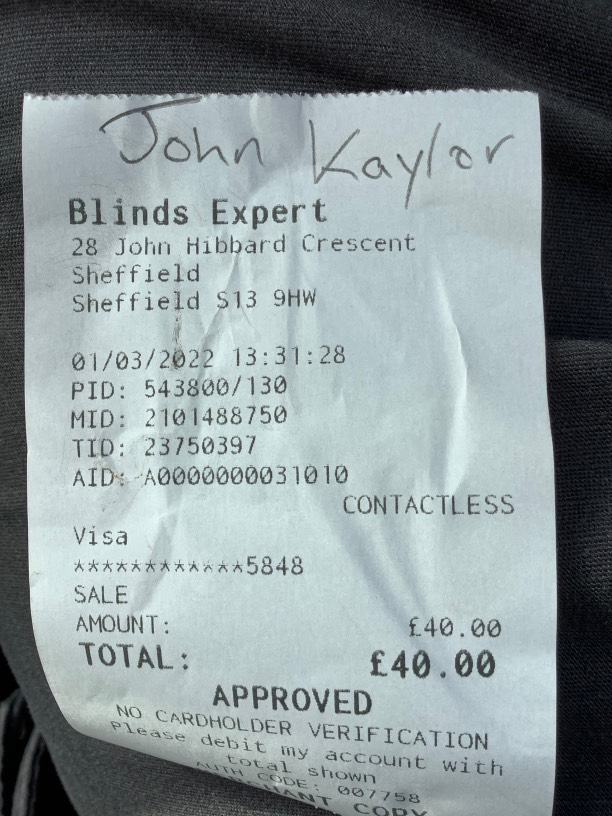 John Kaylor
Blinds Expert
28 John Hibbard Crescent
Sheffield
Sheffield S13 9HW
01/03/2022 13:31:28
PID: 543800/130
MID: 2101488750
TID: 23750397
AID: A0000000031010
CONTACTLESS
Visa
************5848
SALE
AMOUNT: £40.00
TOTAL: £40.00
APPROVED
NO CARDHOLDER VERIFICATION
Please debit my account with
total shown
AUTH CODE: 007758
MERCHANT COPY